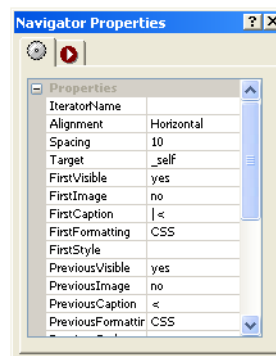 Navigator Properties
Properties
IteratorName
Alignment Horizontal
Spacing 10
Target _self
FirstVisible yes
FirstImage no
FirstCaption |<
FirstFormatting CSS
FirstStyle
PreviousVisible yes
PreviousImage no
PreviousCaption <
PreviousFormattir CSS